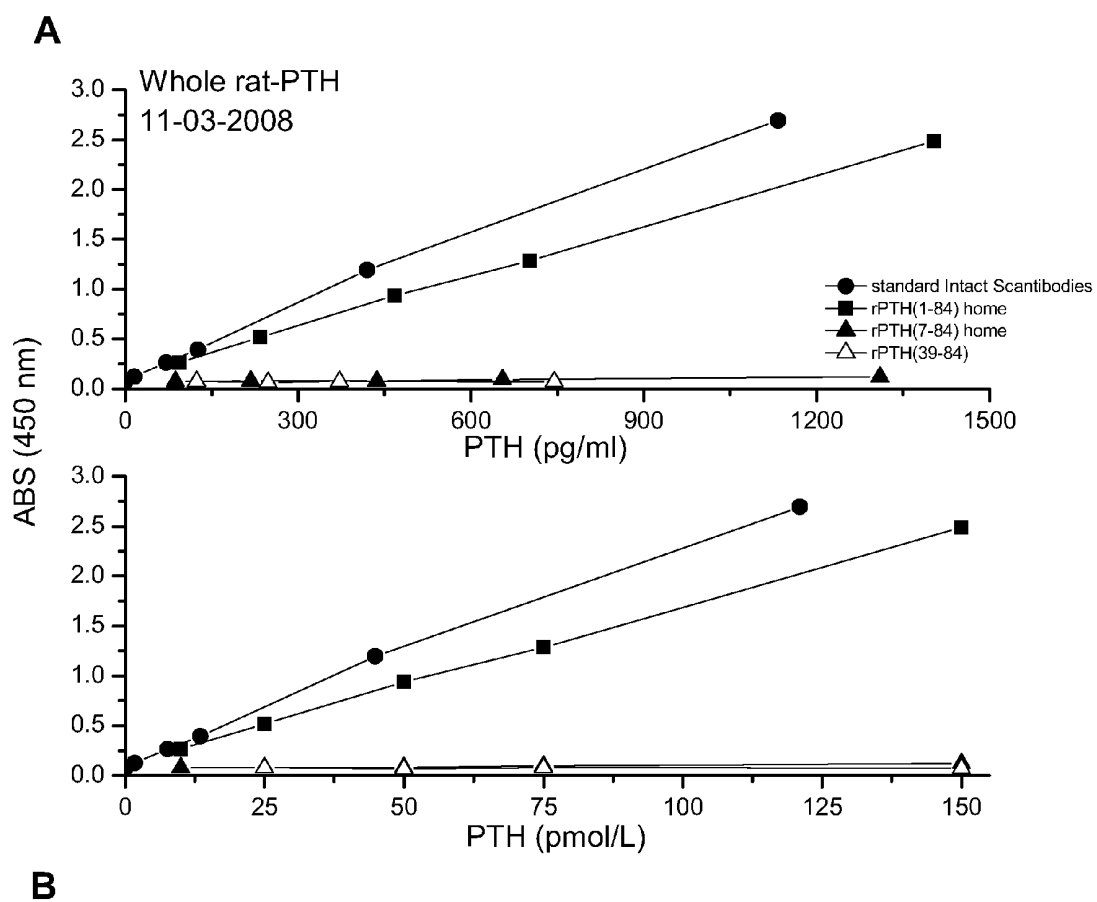 A
Whole rat-PTH
11-03-2008
3.0
2.5
2.0
1.5
1.0
0.5
0.0
standard Intact Scantibodies
rPTH(1-84) home
rPTH(7-84) home
rPTH(39-84)
0 300 600 900 1200 1500
PTH (pg/ml)
ABS (450 nm)
3.0
2.5
2.0
1.5
1.0
0.5
0.0
0 25 50 75 100 125 150
PTH (pmol/L)
B